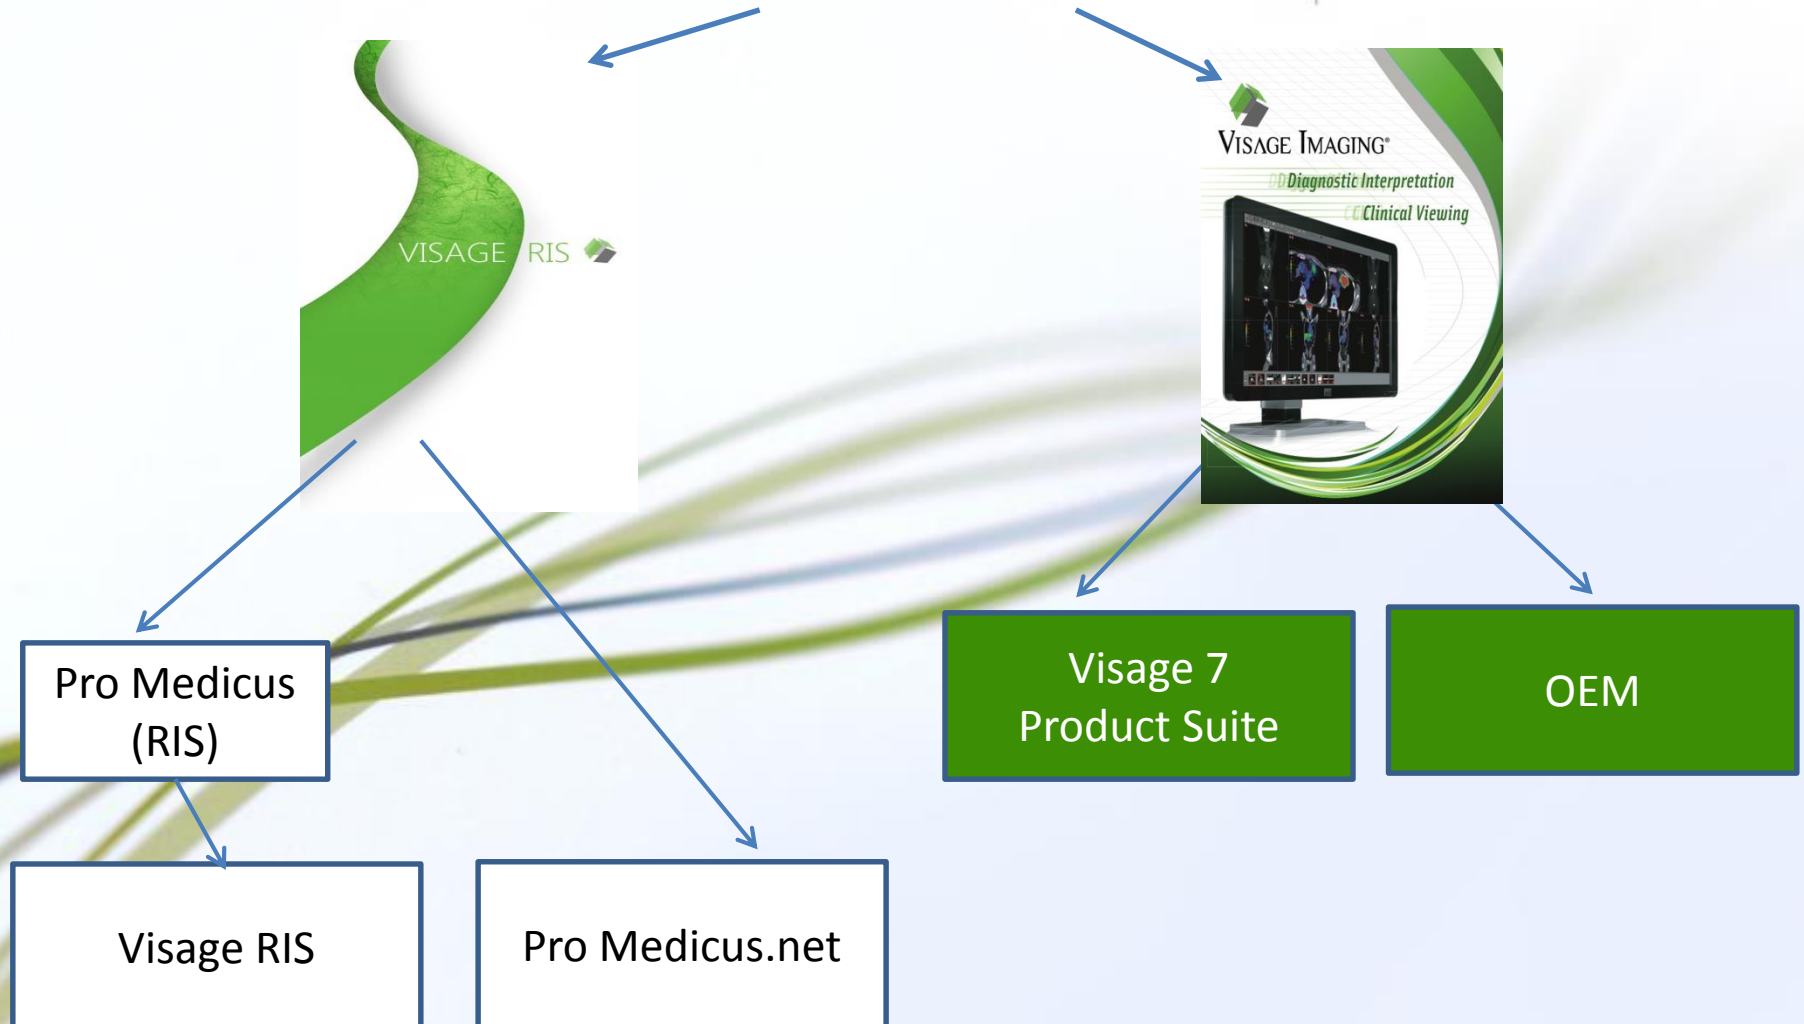 VISAGE RIS
VISAGE IMAGING®
Diagnostic Interpretation
Clinical Viewing
Pro Medicus
(RIS)
Visage 7
Product Suite
OEM
Visage RIS
Pro Medicus.net